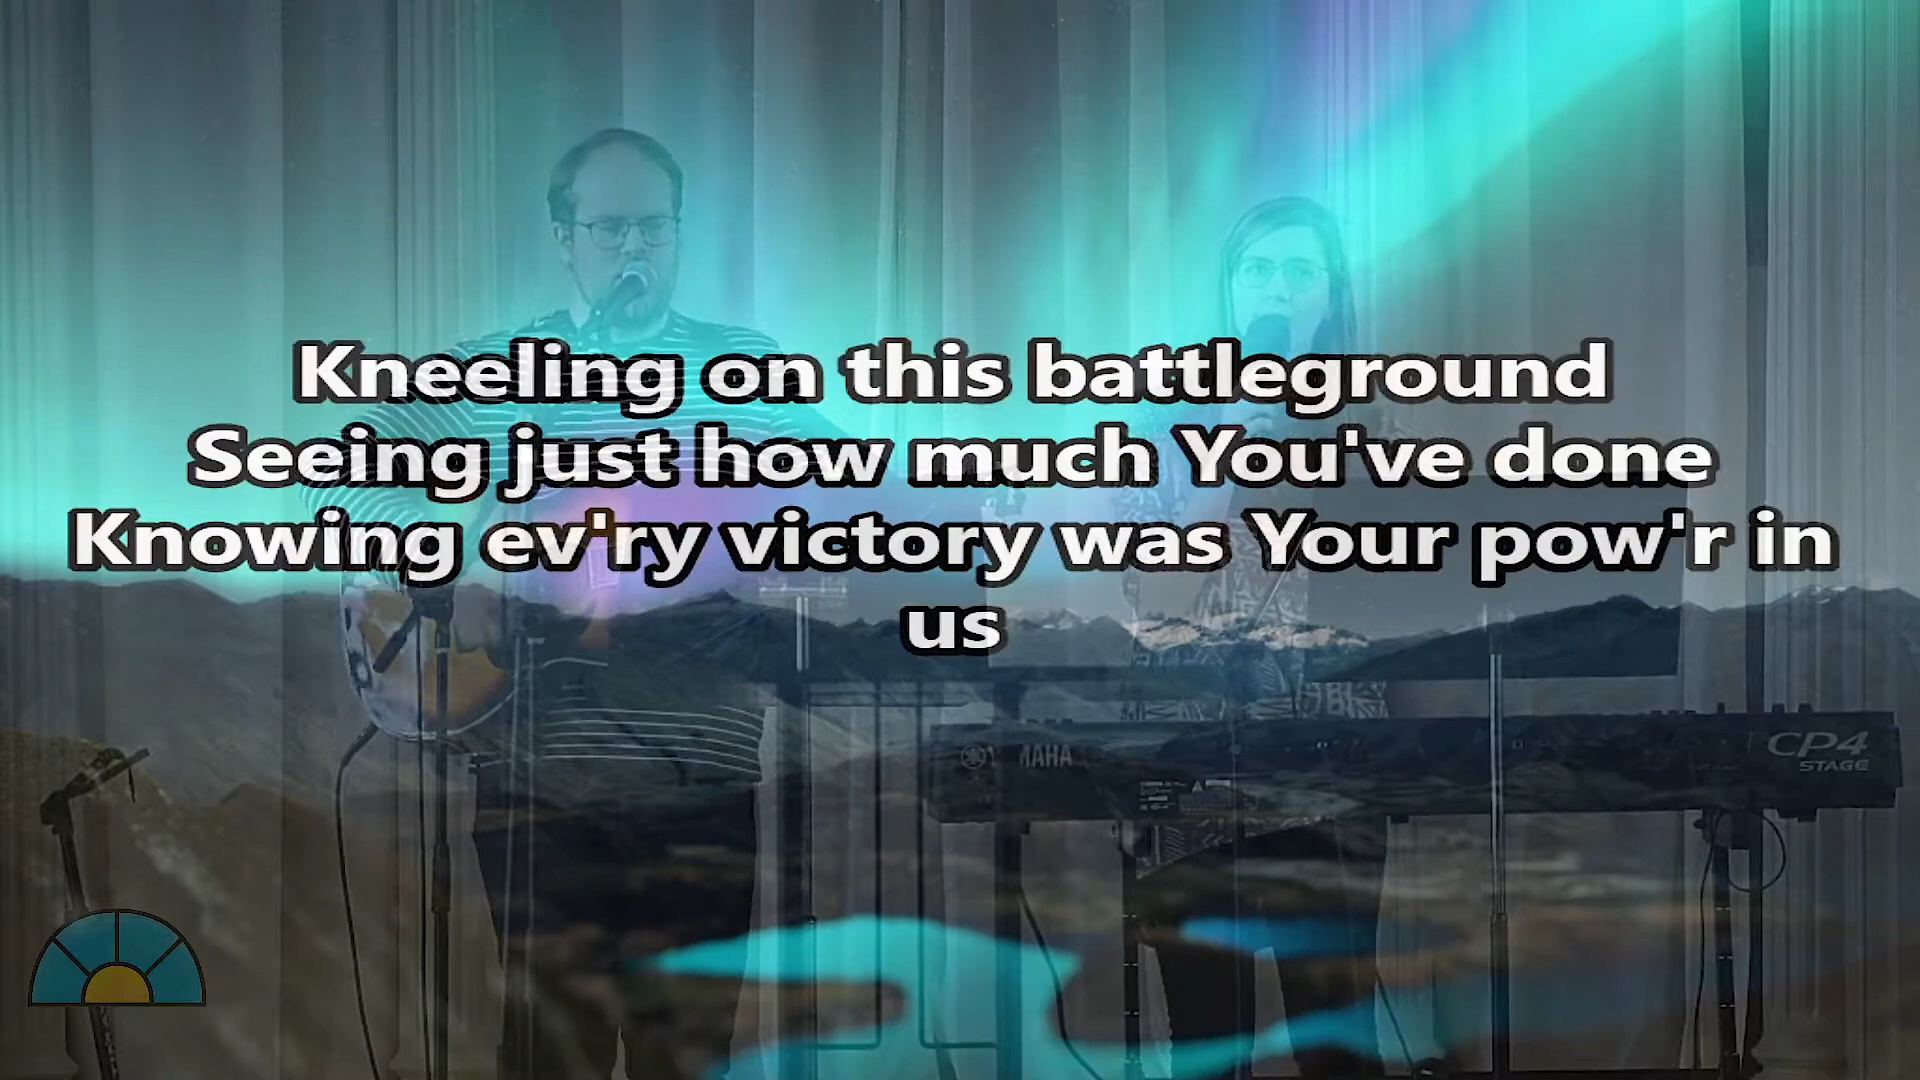 Kneeling on this battleground
Seeing just how much You've done
Knowing ev'ry victory was Your pow'r in
us
MAHA
CP4
STAGE